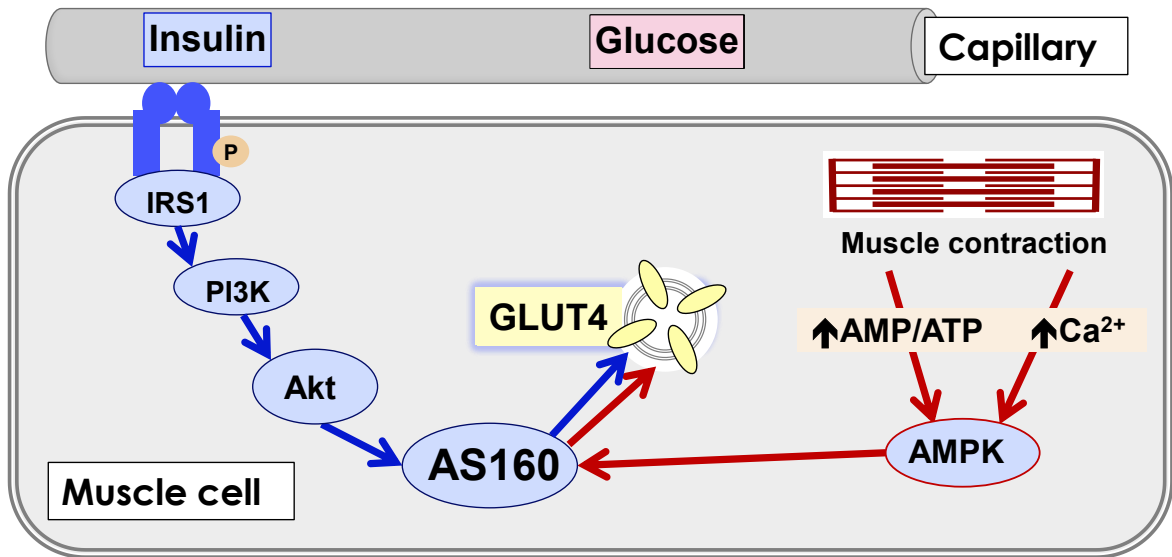 Insulin
Glucose
Capillary
P
IRS1
Muscle contraction
PI3K
GLUT4
🡹AMP/ATP
🡹Ca²⁺
Akt
AS160
AMPK
Muscle cell